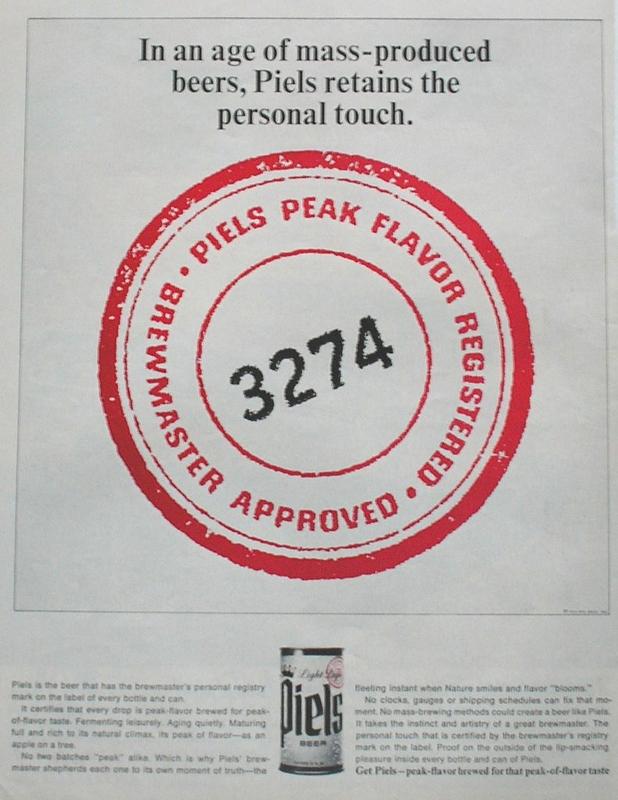 In an age of mass-produced
beers, Piels retains the
personal touch.
PIELS PEAK FLAVOR REGISTERED •
BREWMASTER APPROVED •
3274
Piels is the beer that has the brewmaster's personal registry
mark on the label of every bottle and can.
It certifies that every drop is peak-flavor brewed for peak-
of-flavor taste. Fermenting leisurely. Aging quietly. Maturing
full and rich to its natural climax, its peak of flavor—as an
apple on a tree.
No two batches "peak" alike. Which is why Piels' brew-
master shepherds each one to its own moment of truth—the
Light
Piels
BEER
fleeting instant when Nature smiles and flavor "blooms."
No clocks, gauges or shipping schedules can fix that mo-
ment. No mass-brewing methods could create a beer like Piels.
It takes the instinct and artistry of a great brewmaster. The
personal touch that is certified by the brewmaster's registry
mark on the label. Proof on the outside of the lip-smacking
pleasure inside every bottle and can of Piels.
Get Piels—peak-flavor brewed for that peak-of-flavor taste